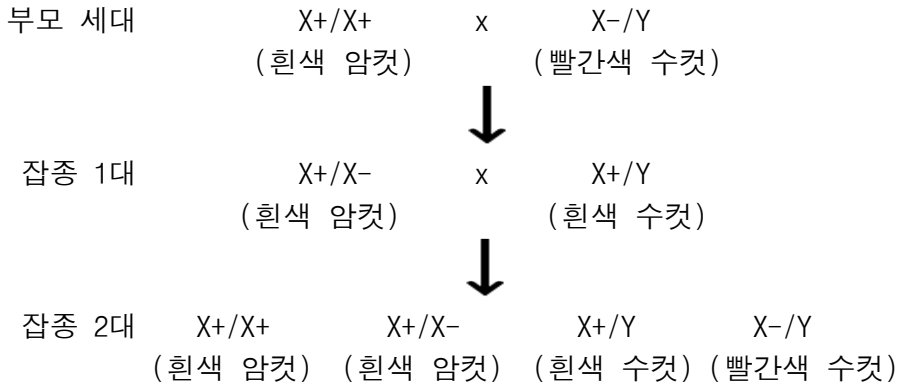 부모 세대 X+/X+ x X-/Y
(흰색 암컷) (빨간색 수컷)
잡종 1대 X+/X- x X+/Y
(흰색 암컷) (흰색 수컷)
잡종 2대 X+/X+ X+/X- X+/Y X-/Y
(흰색 암컷) (흰색 암컷) (흰색 수컷) (빨간색 수컷)